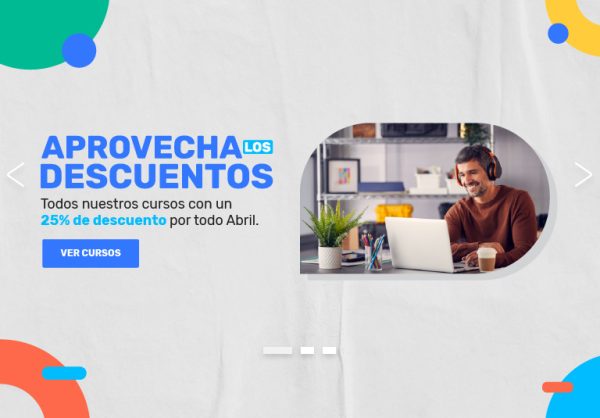 APROVECHA LOS
DESCUENTOS
Todos nuestros cursos con un
25% de descuento por todo Abril.
VER CURSOS